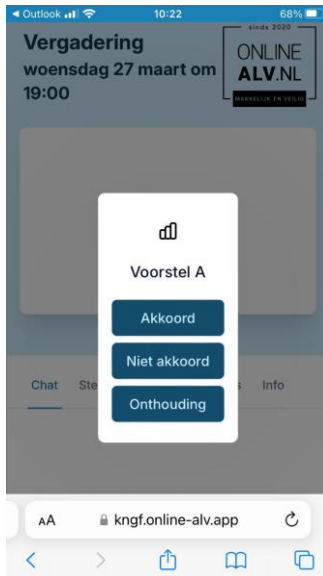 Outlook
10:22
68%
Vergadering
woensdag 27 maart om
19:00
sinds 2020
ONLINE
ALV.NL
MAKKELIJK EN VEILIG
Voorstel A
Akkoord
Niet akkoord
Onthouding
Chat
Ste
s
Info
AA
kngf.online-alv.app